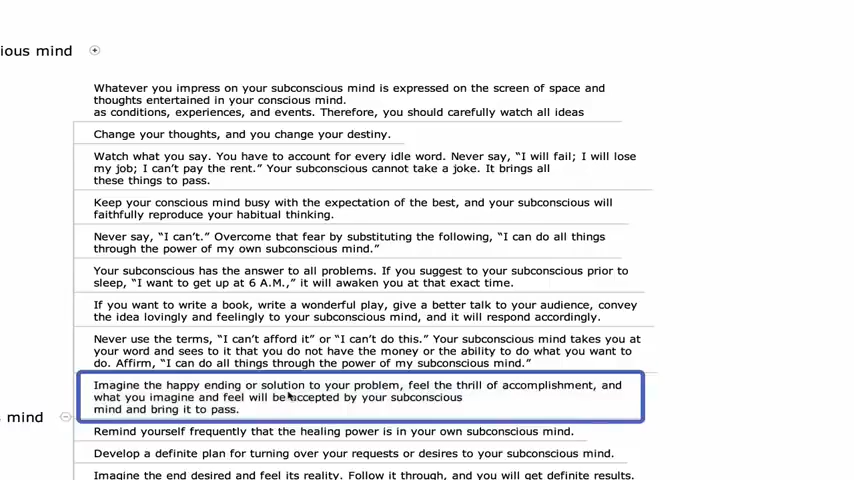 ious mind
Whatever you impress on your subconscious mind is expressed on the screen of space and
thoughts entertained in your conscious mind.
as conditions, experiences, and events. Therefore, you should carefully watch all ideas
Change your thoughts, and you change your destiny.
Watch what you say. You have to account for every idle word. Never say, “I will fail; I will lose
my job; I can’t pay the rent.” Your subconscious cannot take a joke. It brings all
these things to pass.
Keep your conscious mind busy with the expectation of the best, and your subconscious will
faithfully reproduce your habitual thinking.
Never say, “I can’t.” Overcome that fear by substituting the following, “I can do all things
through the power of my own subconscious mind.”
Your subconscious has the answer to all problems. If you suggest to your subconscious prior to
sleep, “I want to get up at 6 A.M.,” it will awaken you at that exact time.
If you want to write a book, write a wonderful play, give a better talk to your audience, convey
the idea lovingly and feelingly to your subconscious mind, and it will respond accordingly.
Never use the terms, “I can’t afford it” or “I can’t do this.” Your subconscious mind takes you at
your word and sees to it that you do not have the money or the ability to do what you want to
do. Affirm, “I can do all things through the power of my subconscious mind.”
Imagine the happy ending or solution to your problem, feel the thrill of accomplishment, and
what you imagine and feel will be accepted by your subconscious
mind and bring it to pass.
s mind
Remind yourself frequently that the healing power is in your own subconscious mind.
Develop a definite plan for turning over your requests or desires to your subconscious mind.
Imagine the end desired and feel its reality. Follow it through, and you will get definite results.